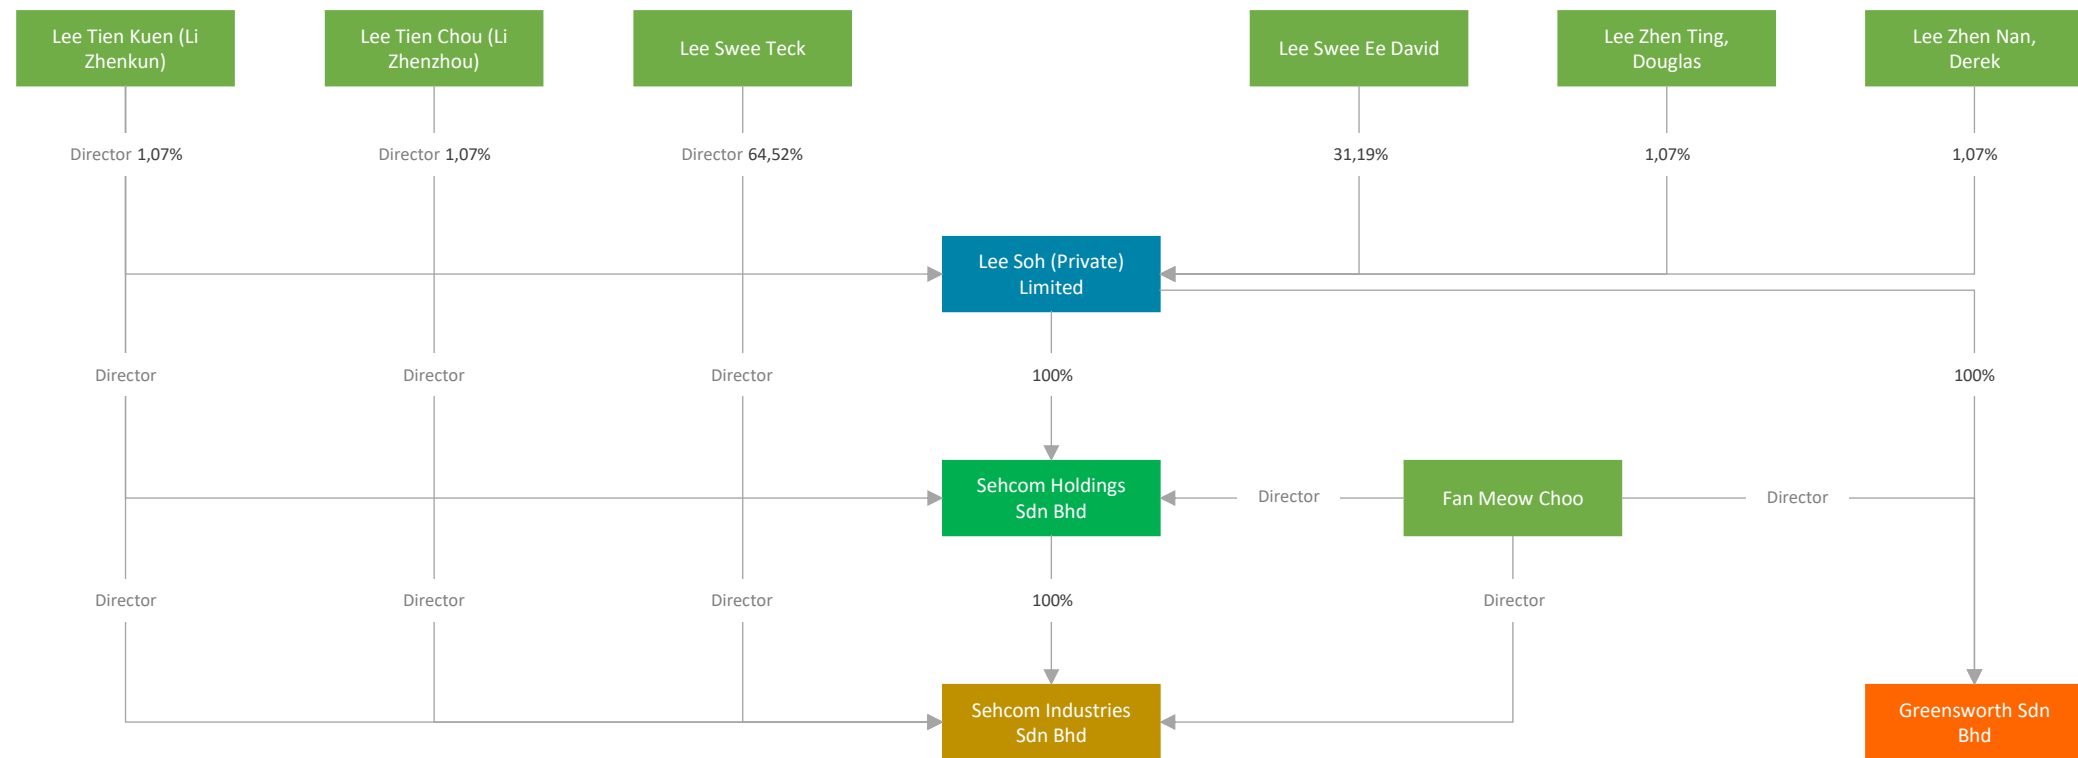 Lee Tien Kuen (Li
Zhenkun)
Lee Tien Chou (Li
Zhenzhou)
Lee Swee Teck
Lee Swee Ee David
Lee Zhen Ting,
Douglas
Lee Zhen Nan,
Derek
Director 1,07%
Director 1,07%
Director 64,52%
31,19%
1,07%
1,07%
Lee Soh (Private)
Limited
Director
Director
Director
100%
100%
Sehcom Holdings
Sdn Bhd
Director
Fan Meow Choo
Director
Director
Director
Director
100%
Director
Sehcom Industries
Sdn Bhd
Greensworth Sdn
Bhd